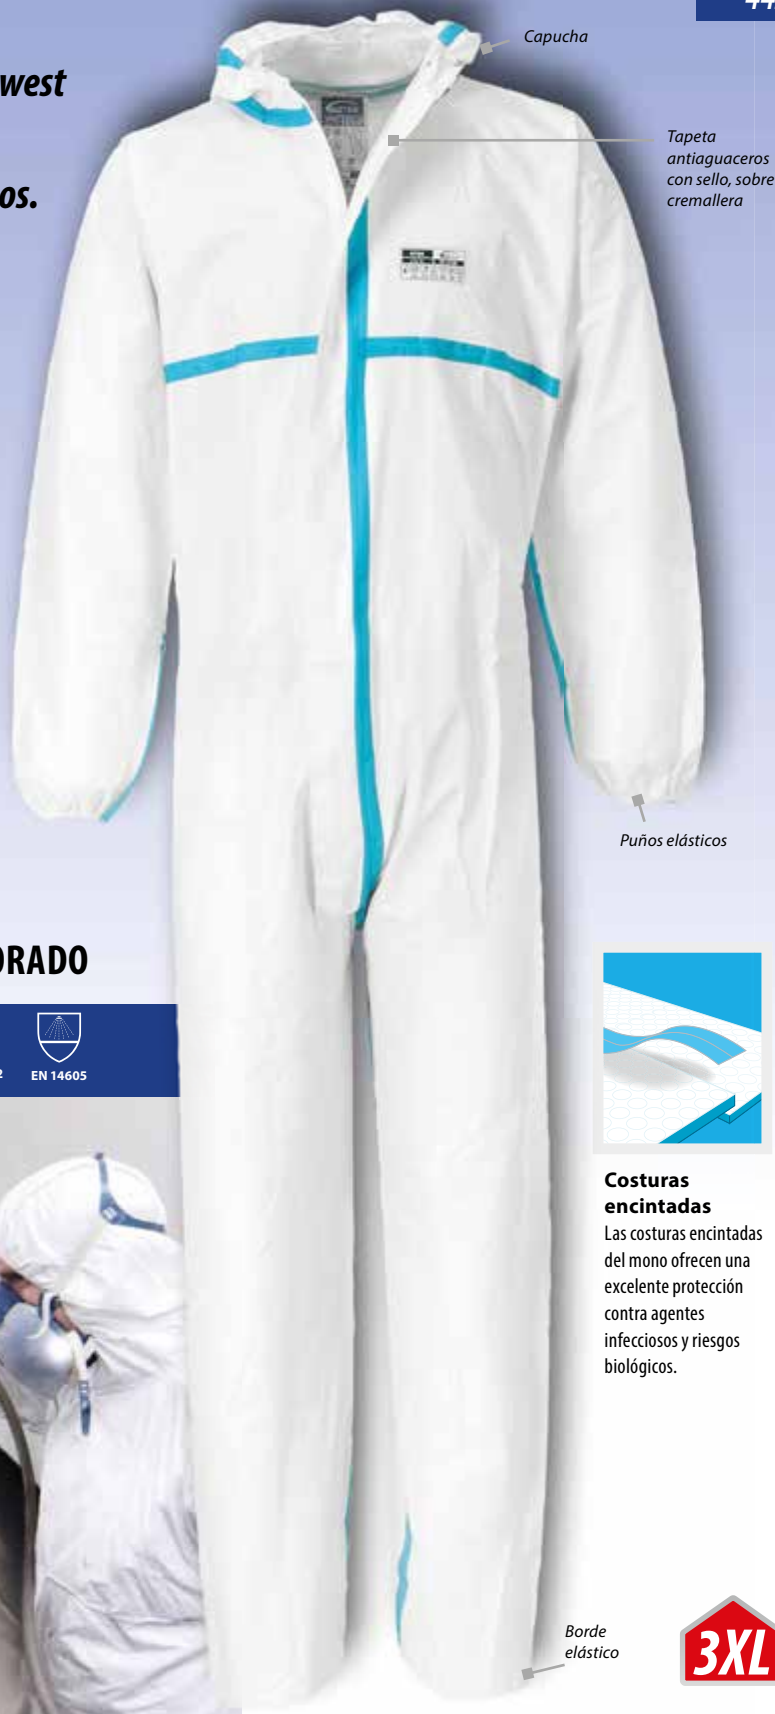 Capucha
west
os.
Tapeta
antiaguaceros
con sello, sobre
cremallera
Puños elásticos
ORADO
2
EN 14605
Costuras
encintadas
Las costuras encintadas
del mono ofrecen una
excelente protección
contra agentes
infecciosos y riesgos
biológicos.
Borde
elástico
3XL